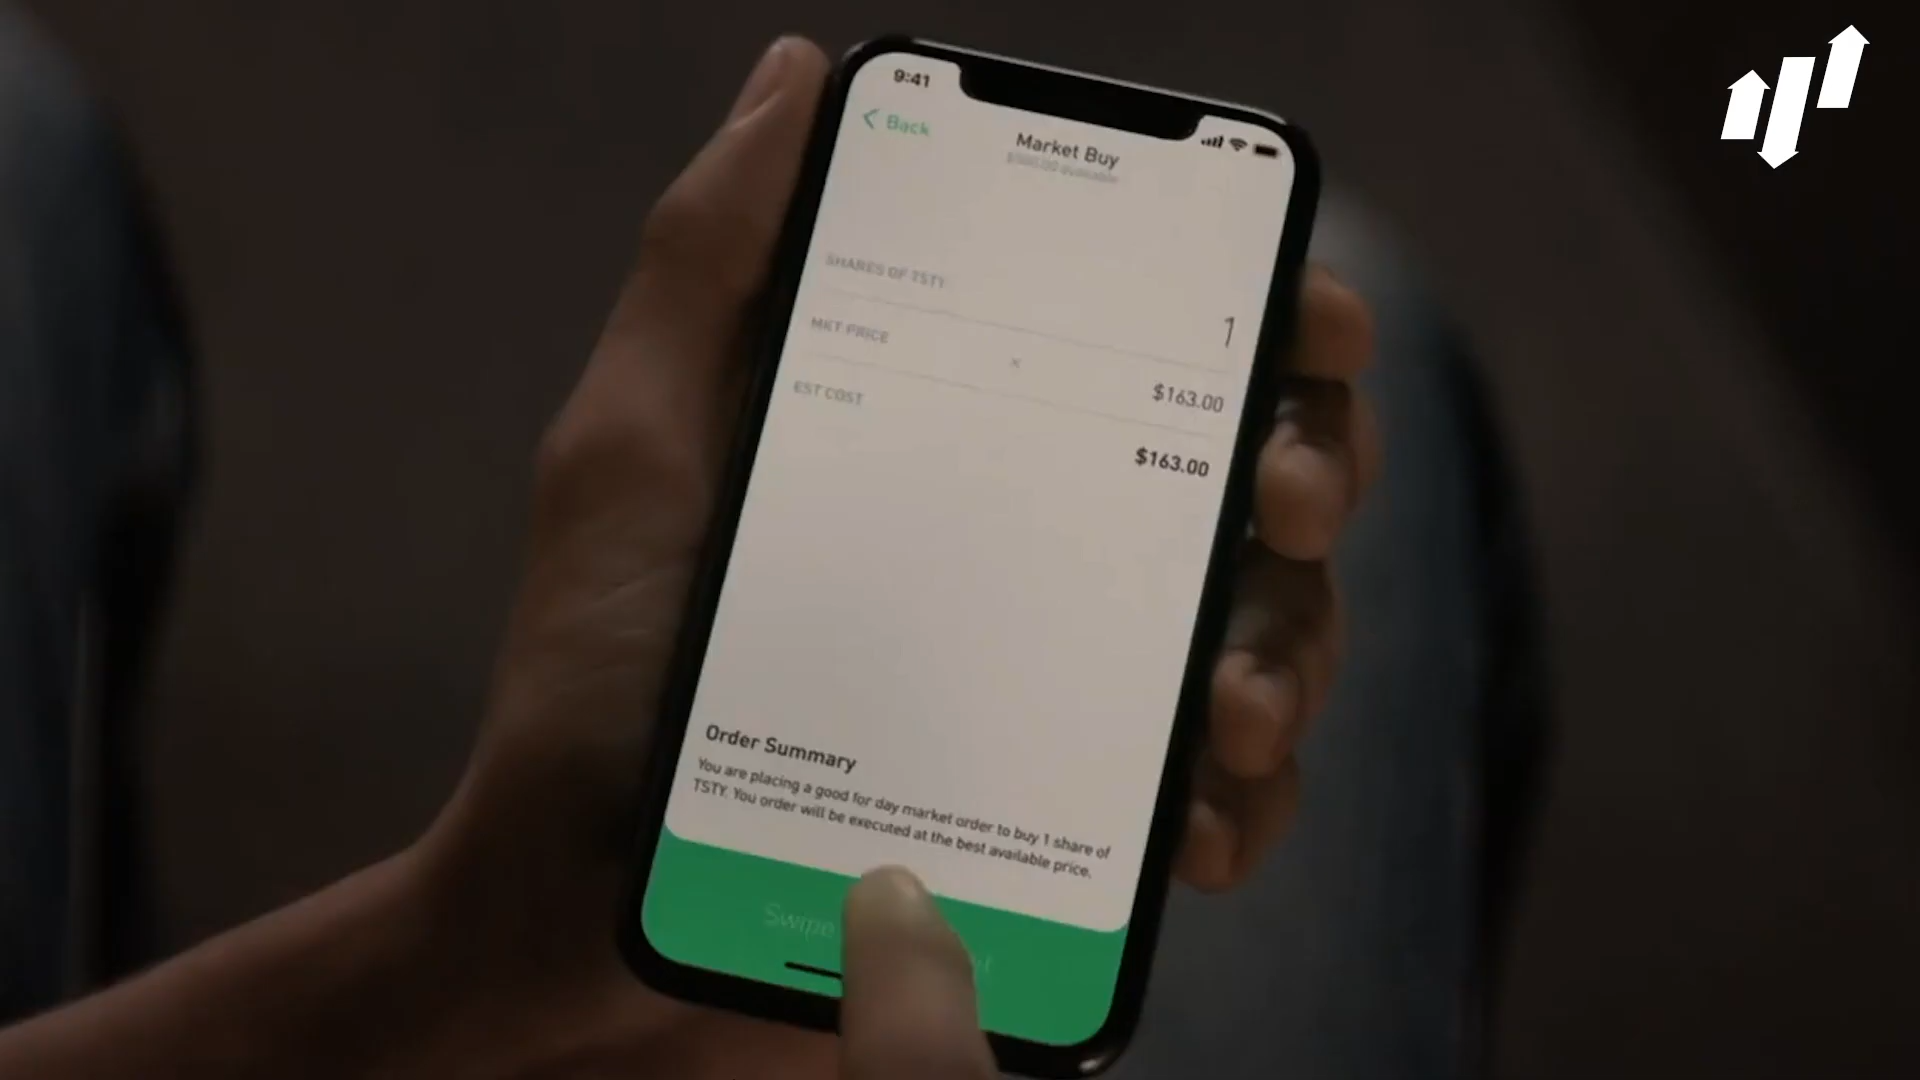 9:41
Back
Market Buy
available
SHARES OF TSTY
1
MKT PRICE
×
$163.00
EST COST
$163.00
Order Summary
You are placing a good for day market order to buy 1 share of
TSTY. You order will be executed at the best available price.
Swipe